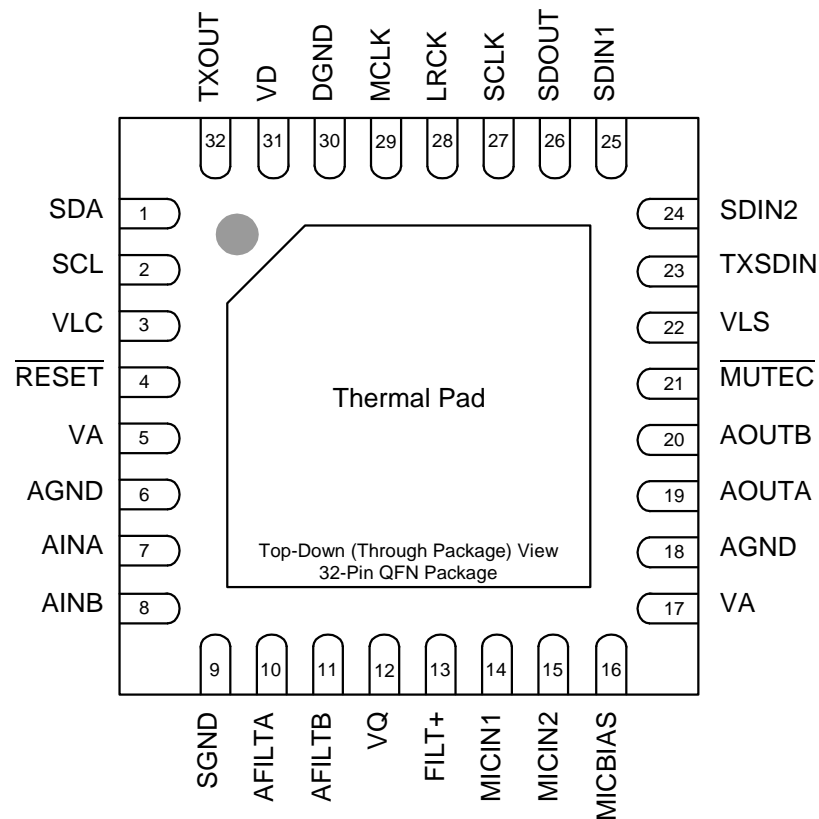 TXOUT
VD
DGND
MCLK
LRCK
SCLK
SDOUT
SDIN1
32
31
30
29
28
27
26
25
SDA 1
SCL 2
VLC 3
RESET 4
VA 5
AGND 6
AINA 7
AINB 8
24 SDIN2
23 TXSDIN
22 VLS
21 MUTEC
20 AOUTB
19 AOUTA
18 AGND
17 VA
Thermal Pad
Top-Down (Through Package) View
32-Pin QFN Package
9
10
11
12
13
14
15
16
SGND
AFILTA
AFILTB
VQ
FILT+
MICIN1
MICIN2
MICBIAS